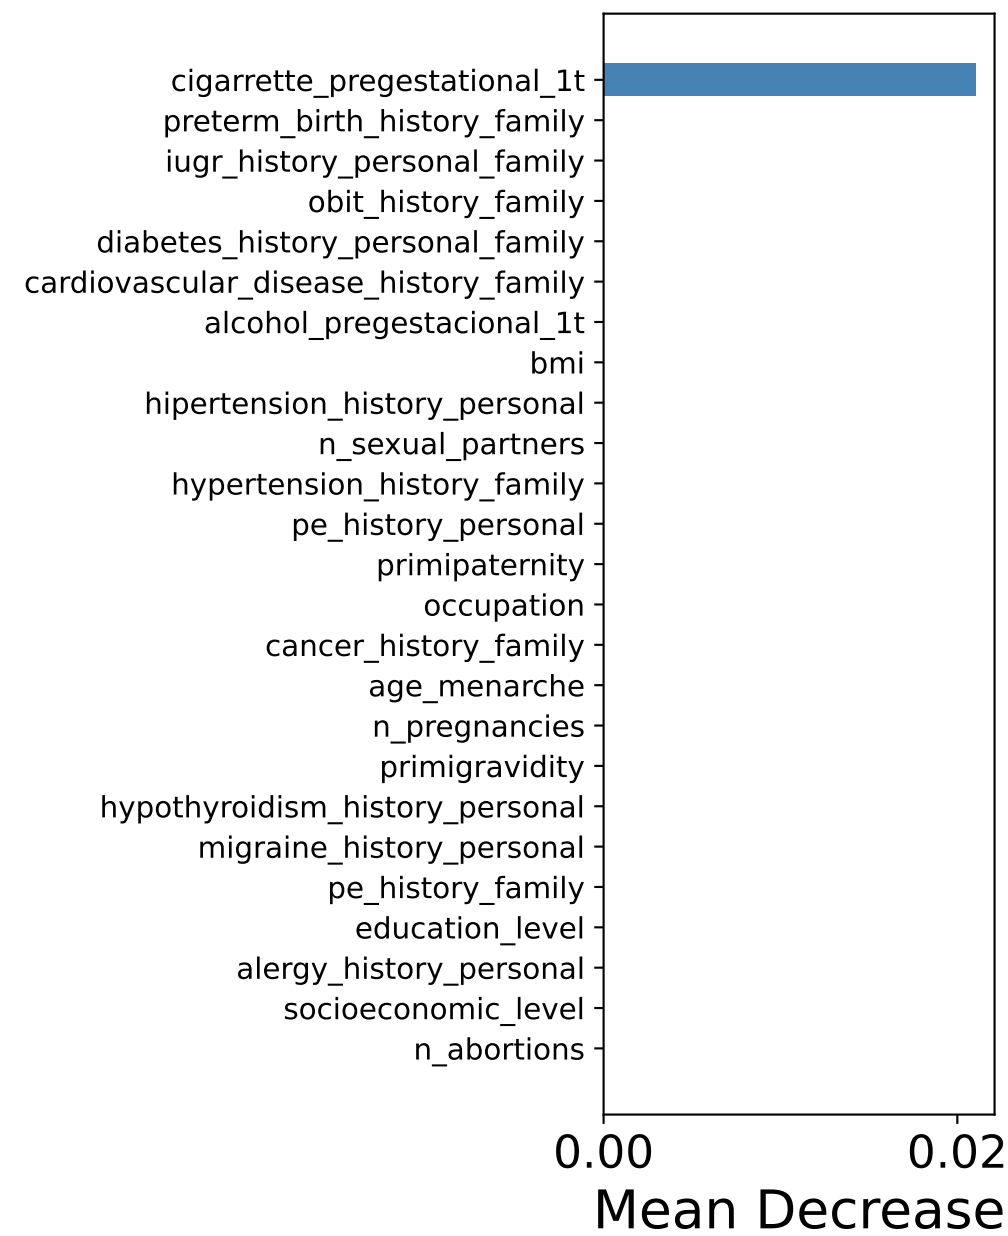 cigarrette_pregestational_1t
preterm_birth_history_family
iugr_history_personal_family
obit_history_family
diabetes_history_personal_family
cardiovascular_disease_history_family
alcohol_pregestacional_1t
bmi
hipertension_history_personal
n_sexual_partners
hypertension_history_family
pe_history_personal
primipaternity
occupation
cancer_history_family
age_menarche
n_pregnancies
primigravidity
hypothyroidism_history_personal
migraine_history_personal
pe_history_family
education_level
alergy_history_personal
socioeconomic_level
n_abortions
0.00 0.02
Mean Decrease